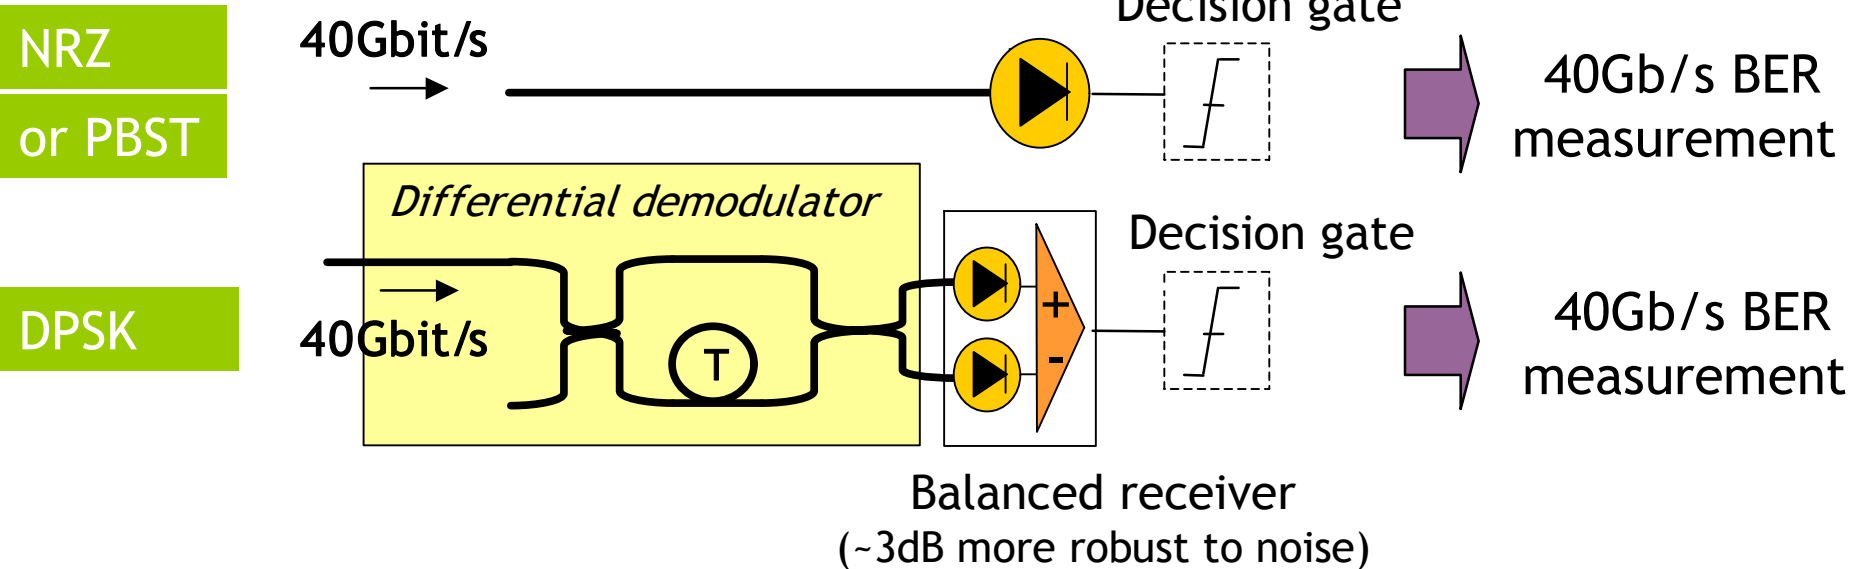 NRZ
or PBST
40Gbit/s
Decision gate
40Gb/s BER
measurement
Differential demodulator
DPSK
40Gbit/s
T
+
-
Decision gate
40Gb/s BER
measurement
Balanced receiver
(~3dB more robust to noise)